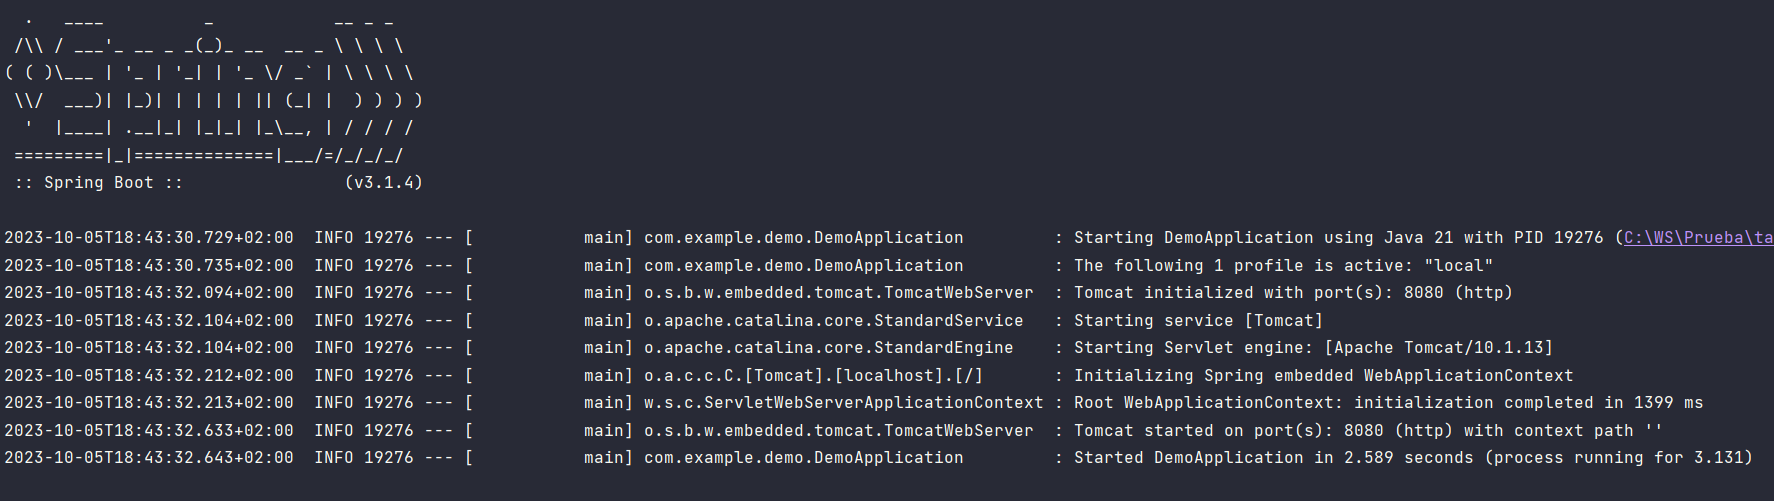 .   ____          _            __ _ _
 /\\ / ___'_ __ _ _(_)_ __  __ _ \ \ \ \
( ( )\___ | '_ | '_| | '_ \/ _` | \ \ \ \
 \\/  ___)| |_)| | | | | || (_| |  ) ) ) )
  '  |____| .__|_| |_|_| |_\__, | / / / /
 =========|_|==============|___/=/_/_/_/
 :: Spring Boot ::                (v3.1.4)

2023-10-05T18:43:30.729+02:00  INFO 19276 --- [           main] com.example.demo.DemoApplication         : Starting DemoApplication using Java 21 with PID 19276 (C:\WS\Prueba\ta
2023-10-05T18:43:30.735+02:00  INFO 19276 --- [           main] com.example.demo.DemoApplication         : The following 1 profile is active: "local"
2023-10-05T18:43:32.094+02:00  INFO 19276 --- [           main] o.s.b.w.embedded.tomcat.TomcatWebServer  : Tomcat initialized with port(s): 8080 (http)
2023-10-05T18:43:32.104+02:00  INFO 19276 --- [           main] o.apache.catalina.core.StandardService   : Starting service [Tomcat]
2023-10-05T18:43:32.104+02:00  INFO 19276 --- [           main] o.apache.catalina.core.StandardEngine    : Starting Servlet engine: [Apache Tomcat/10.1.13]
2023-10-05T18:43:32.212+02:00  INFO 19276 --- [           main] o.a.c.c.C.[Tomcat].[localhost].[/]       : Initializing Spring embedded WebApplicationContext
2023-10-05T18:43:32.213+02:00  INFO 19276 --- [           main] w.s.c.ServletWebServerApplicationContext : Root WebApplicationContext: initialization completed in 1399 ms
2023-10-05T18:43:32.633+02:00  INFO 19276 --- [           main] o.s.b.w.embedded.tomcat.TomcatWebServer  : Tomcat started on port(s): 8080 (http) with context path ''
2023-10-05T18:43:32.643+02:00  INFO 19276 --- [           main] com.example.demo.DemoApplication         : Started DemoApplication in 2.589 seconds (process running for 3.131)